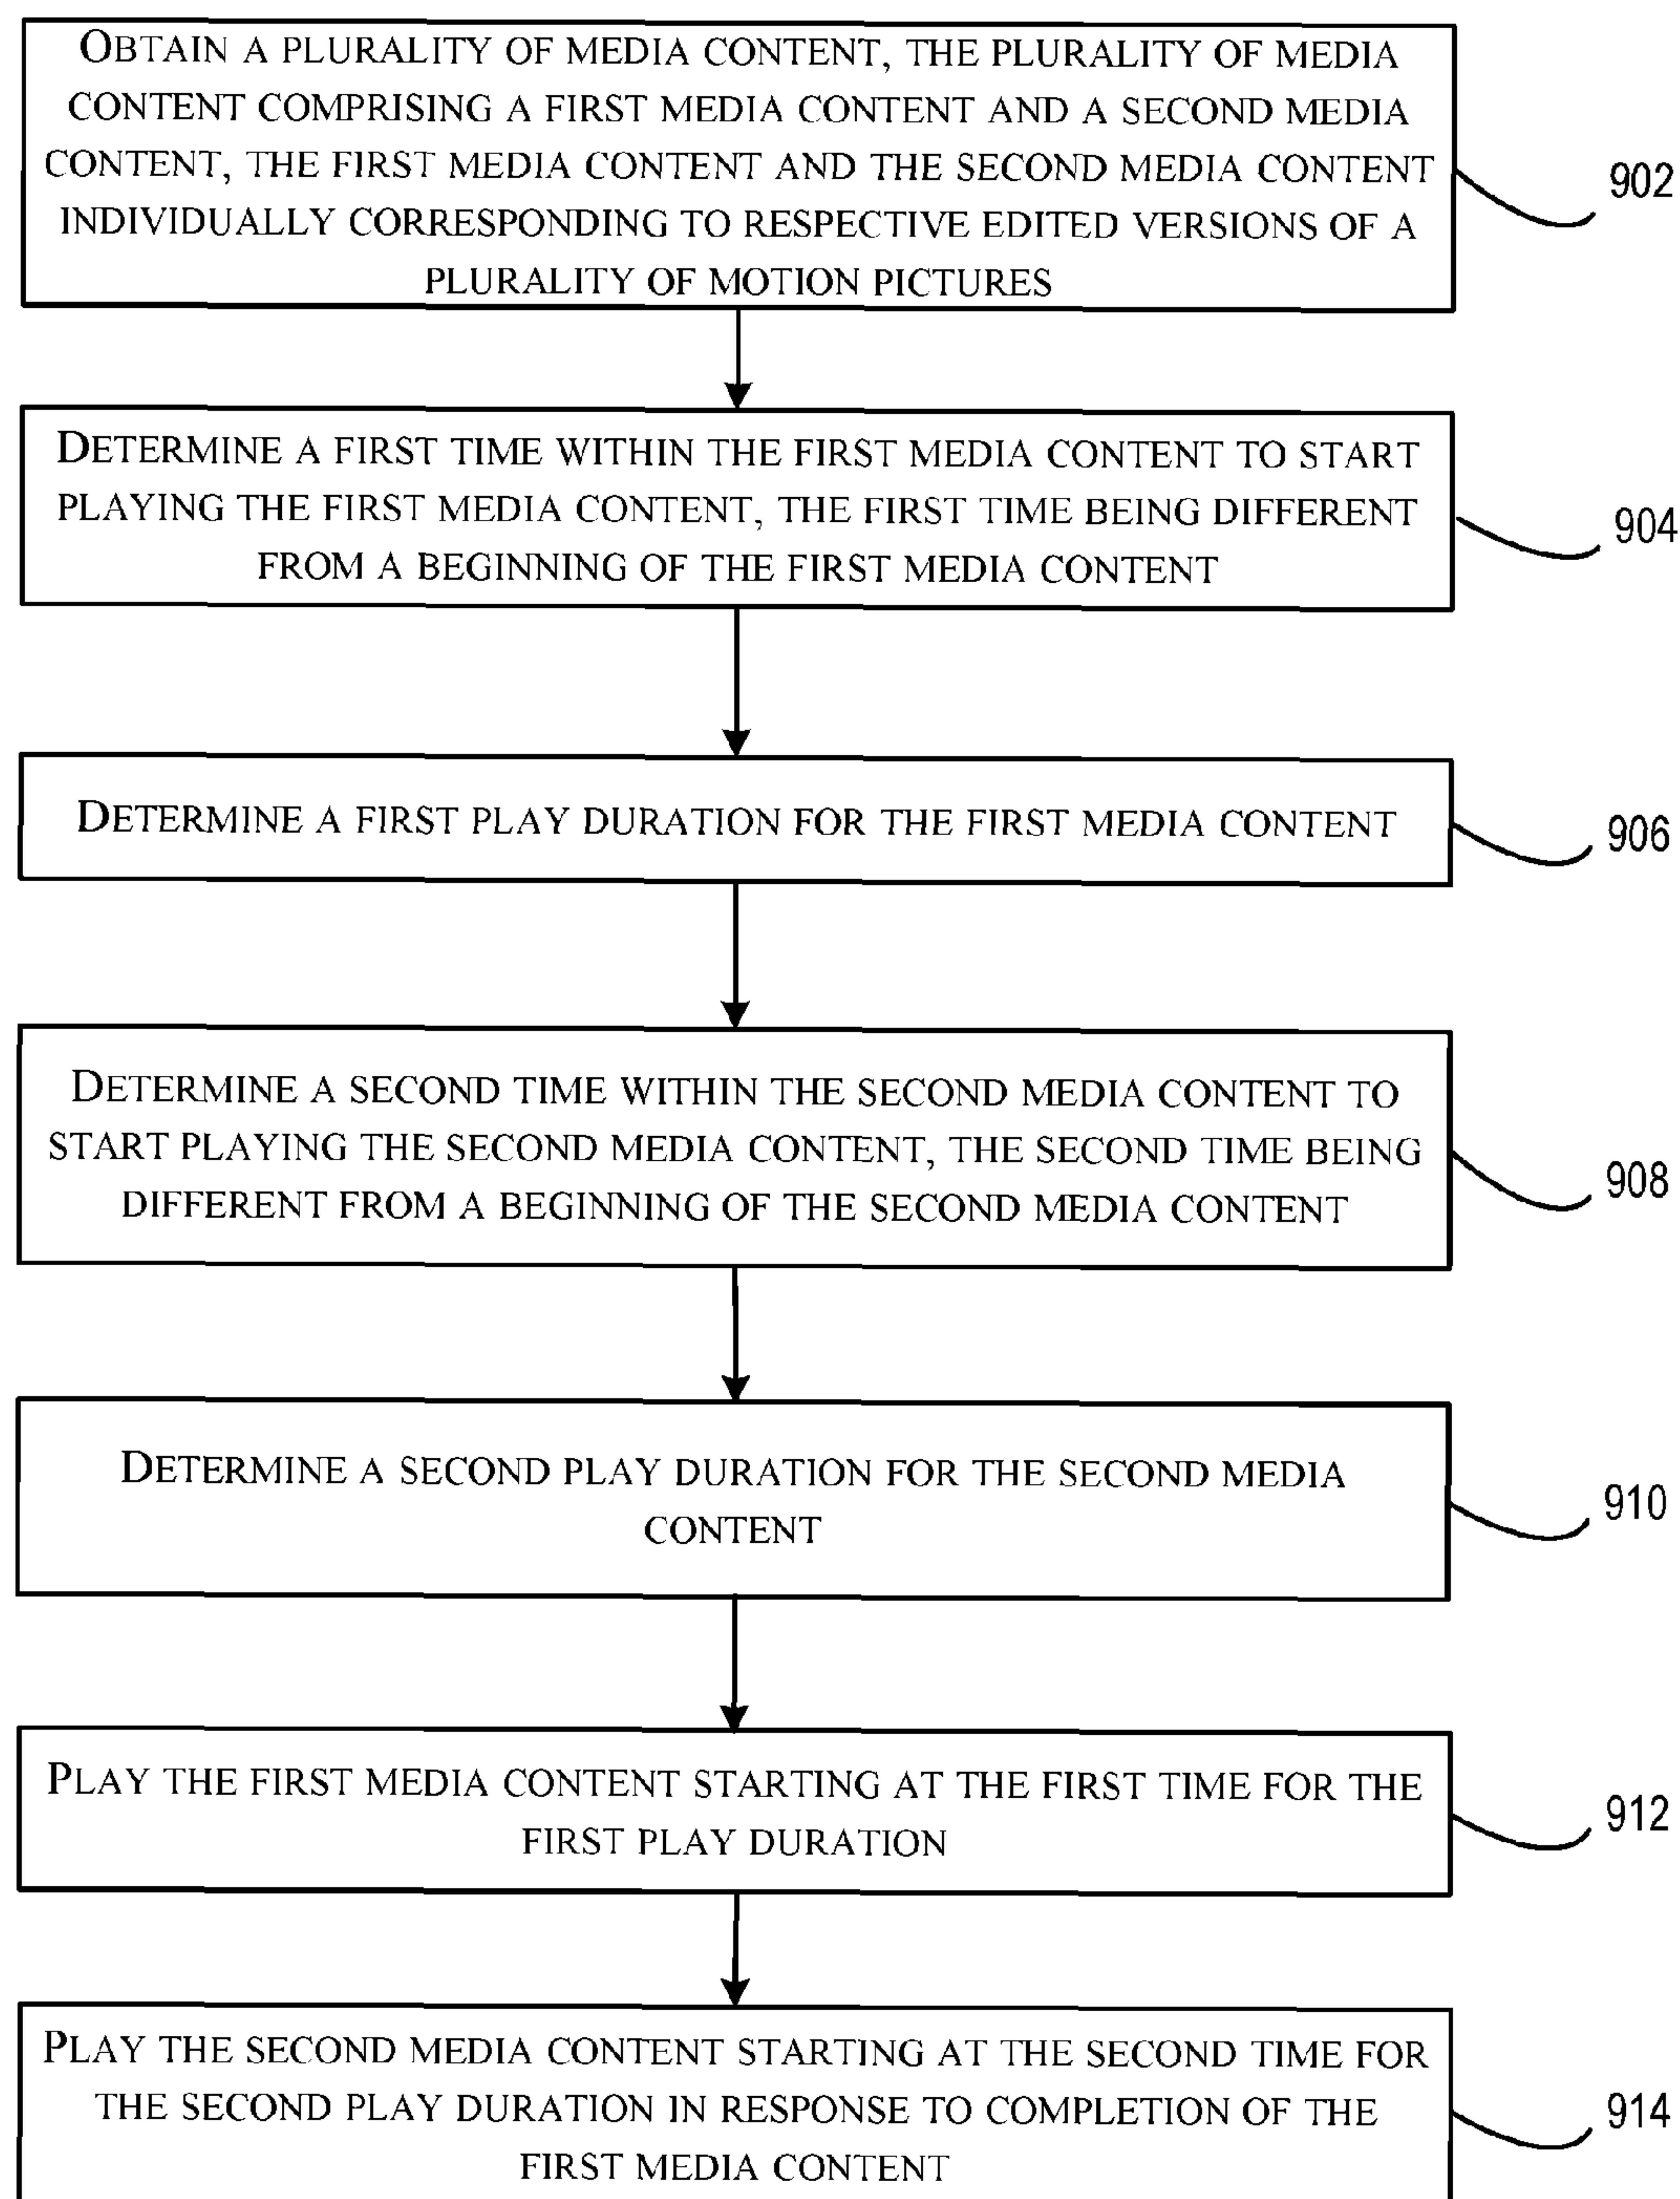 OBTAIN A PLURALITY OF MEDIA CONTENT, THE PLURALITY OF MEDIA
CONTENT COMPRISING A FIRST MEDIA CONTENT AND A SECOND MEDIA
CONTENT, THE FIRST MEDIA CONTENT AND THE SECOND MEDIA CONTENT
INDIVIDUALLY CORRESPONDING TO RESPECTIVE EDITED VERSIONS OF A
PLURALITY OF MOTION PICTURES
902
DETERMINE A FIRST TIME WITHIN THE FIRST MEDIA CONTENT TO START
PLAYING THE FIRST MEDIA CONTENT, THE FIRST TIME BEING DIFFERENT
FROM A BEGINNING OF THE FIRST MEDIA CONTENT
904
DETERMINE A FIRST PLAY DURATION FOR THE FIRST MEDIA CONTENT
906
DETERMINE A SECOND TIME WITHIN THE SECOND MEDIA CONTENT TO
START PLAYING THE SECOND MEDIA CONTENT, THE SECOND TIME BEING
DIFFERENT FROM A BEGINNING OF THE SECOND MEDIA CONTENT
908
DETERMINE A SECOND PLAY DURATION FOR THE SECOND MEDIA
CONTENT
910
PLAY THE FIRST MEDIA CONTENT STARTING AT THE FIRST TIME FOR THE
FIRST PLAY DURATION
912
PLAY THE SECOND MEDIA CONTENT STARTING AT THE SECOND TIME FOR
THE SECOND PLAY DURATION IN RESPONSE TO COMPLETION OF THE
FIRST MEDIA CONTENT
914